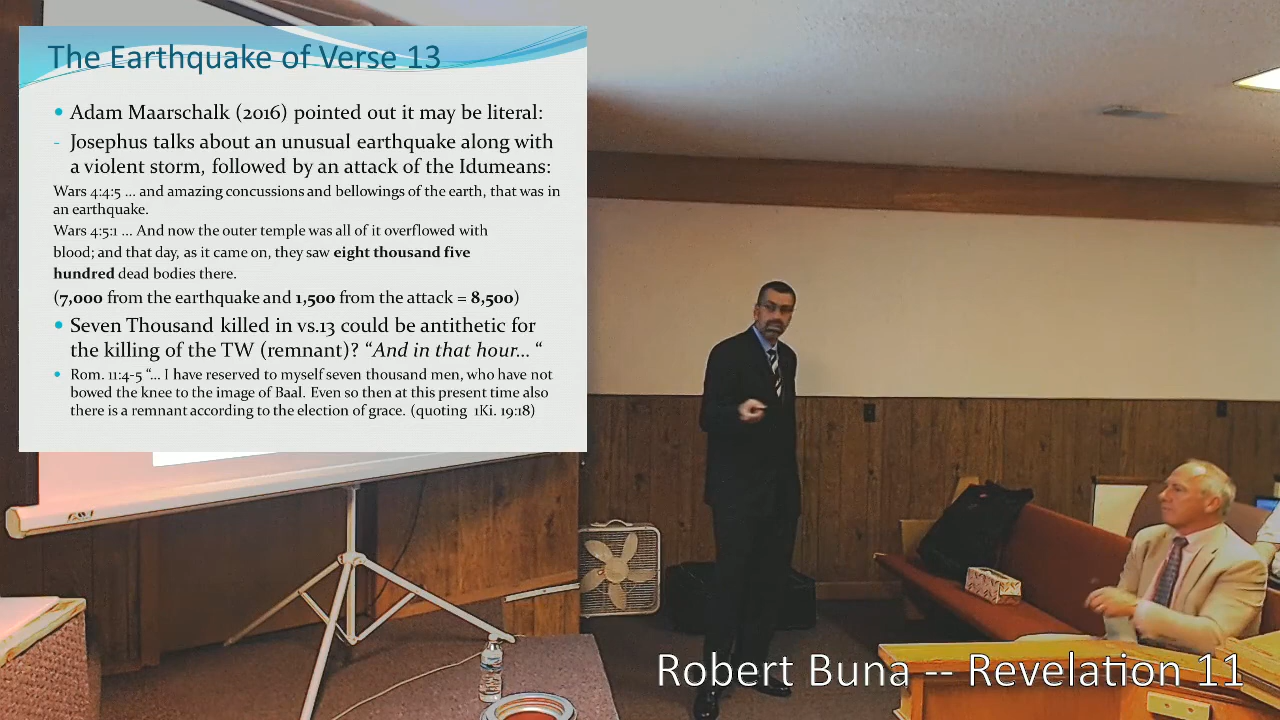 The Earthquake of Verse 13
• Adam Maarschalk (2016) pointed out it may be literal:
- Josephus talks about an unusual earthquake along with
a violent storm, followed by an attack of the Idumeans:
Wars 4:4:5 ... and amazing concussions and bellowings of the earth, that was in
an earthquake.
Wars 4:5:1 ... And now the outer temple was all of it overflowed with
blood; and that day, as it came on, they saw eight thousand five
hundred dead bodies there.
(7,000 from the earthquake and 1,500 from the attack = 8,500)
• Seven Thousand killed in vs.13 could be antithetic for
the killing of the TW (remnant)? “And in that hour... “
• Rom. 11:4-5 “... I have reserved to myself seven thousand men, who have not
bowed the knee to the image of Baal. Even so then at this present time also
there is a remnant according to the election of grace. (quoting 1Ki. 19:18)
Robert Buna -- Revelation 11